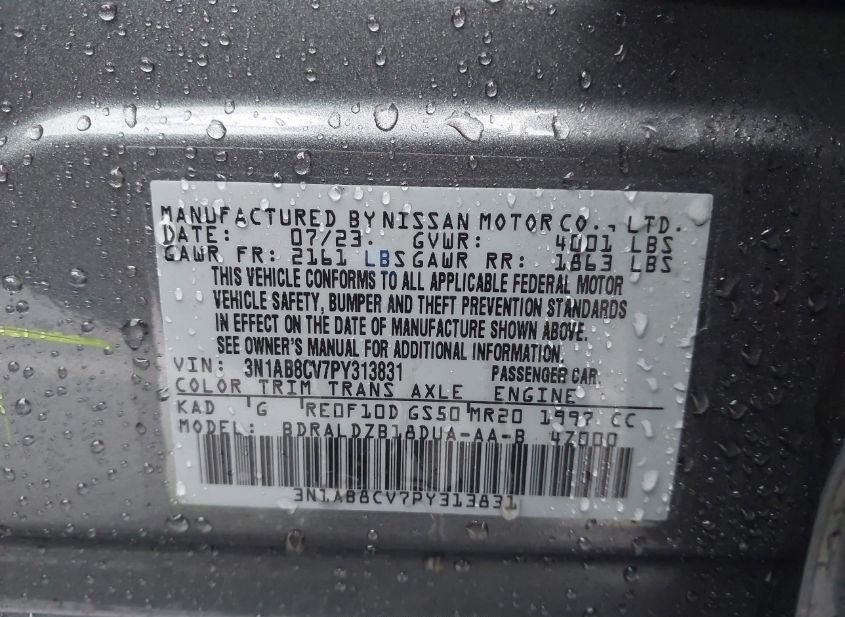 MANUFACTURED BY NISSAN MOTOR CO., LTD.
DATE: 07/23. GVWR: 4001 LBS
GAWR FR: 2161 LBS GAWR RR: 1863 LBS
THIS VEHICLE CONFORMS TO ALL APPLICABLE FEDERAL MOTOR
VEHICLE SAFETY, BUMPER AND THEFT PREVENTION STANDARDS
IN EFFECT ON THE DATE OF MANUFACTURE SHOWN ABOVE.
SEE OWNER'S MANUAL FOR ADDITIONAL INFORMATION.
VIN: 3N1AB8CV7PY313831 PASSENGER CAR
COLOR TRIM TRANS AXLE ENGINE
KAD G RE0F10D GS50 MR20 1997 CC
MODEL: BDRALDZB18DUA-AA-B 4Z000
3N1AB8CV7PY313831